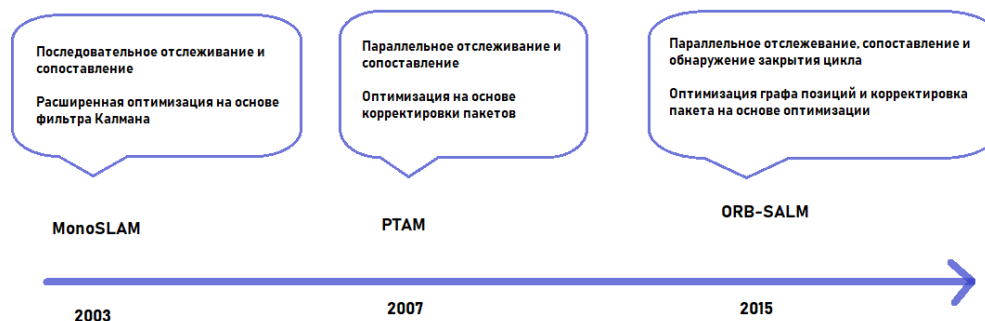 Последовательное отслеживание и
сопоставление
Расширенная оптимизация на основе
фильтра Калмана
Параллельное отслеживание и
сопоставление
Оптимизация на основе
корректировки пакетов
Параллельное отслежевание, сопоставление и
обнаружение закрытия цикла
Оптимизация графа позиций и корректировка
пакета на основе оптимизации
MonoSLAM
PTAM
ORB-SALM
2003
2007
2015